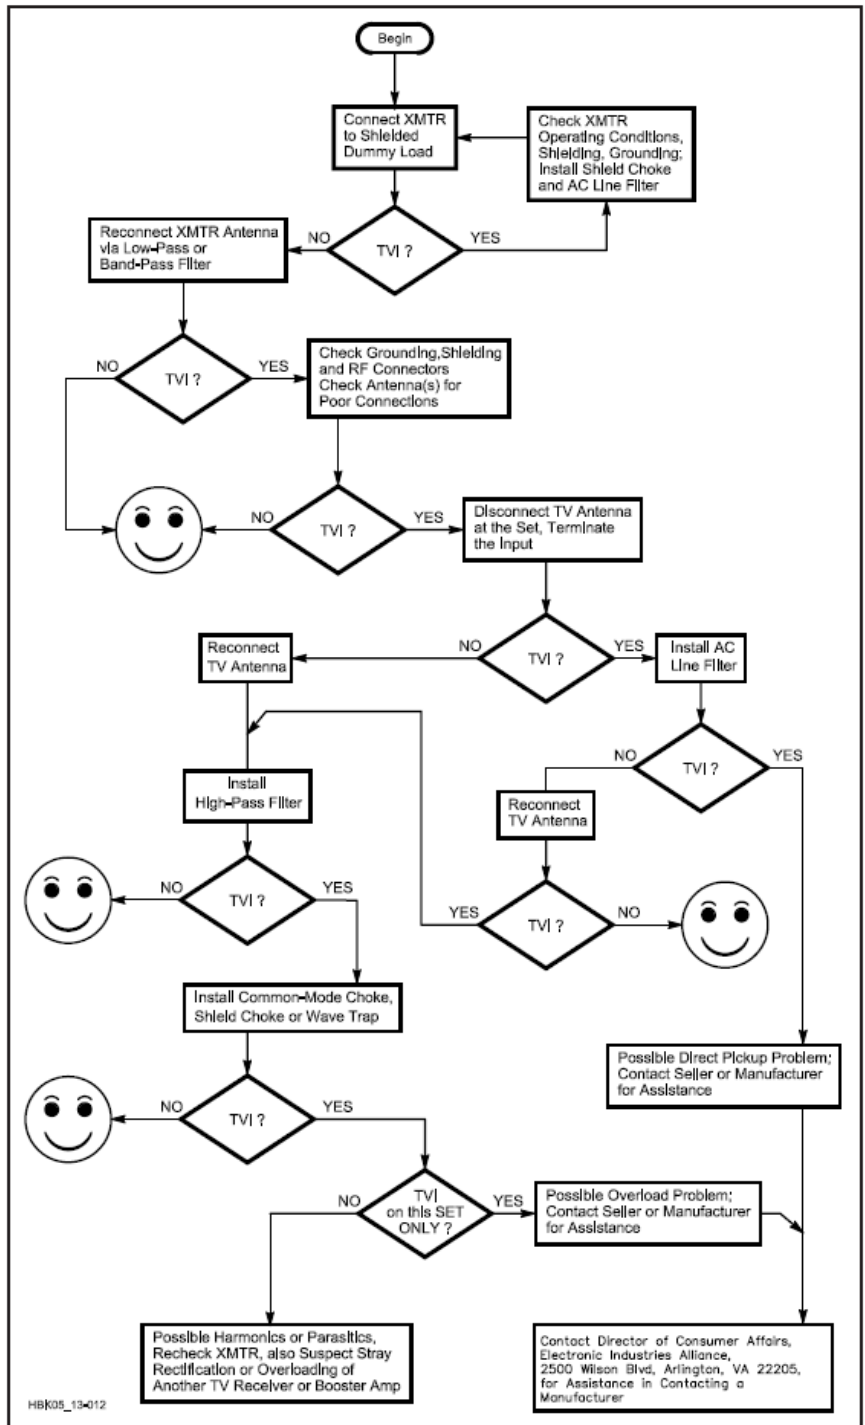 Begin
Connect XMTR
to Shielded
Dummy Load
Check XMTR
Operating Conditions,
Shielding, Grounding;
Install Shield Choke
and AC Line Filter
TVI ?
NO
YES
Reconnect XMTR Antenna
via Low-Pass or
Band-Pass Filter
TVI ?
NO
YES
Check Grounding,Shielding
and RF Connectors
Check Antenna(s) for
Poor Connections
TVI ?
NO
YES
Disconnect TV Antenna
at the Set, Terminate
the Input
TVI ?
NO
YES
Reconnect
TV Antenna
Install AC
Line Filter
TVI ?
NO
YES
Reconnect
TV Antenna
Install
High-Pass Filter
TVI ?
NO
YES
TVI ?
YES
NO
Install Common-Mode Choke,
Shield Choke or Wave Trap
Possible Direct Pickup Problem;
Contact Seller or Manufacturer
for Assistance
TVI ?
NO
YES
TVI
on this SET
ONLY ?
NO
YES
Possible Overload Problem;
Contact Seller or Manufacturer
for Assistance
Possible Harmonics or Parasitics,
Recheck XMTR, also Suspect Stray
Rectification or Overloading of
Another TV Receiver or Booster Amp
Contact Director of Consumer Affairs,
Electronic Industries Alliance,
2500 Wilson Blvd, Arlington, VA 22205,
for Assistance in Contacting a
Manufacturer
HBK05_13-012